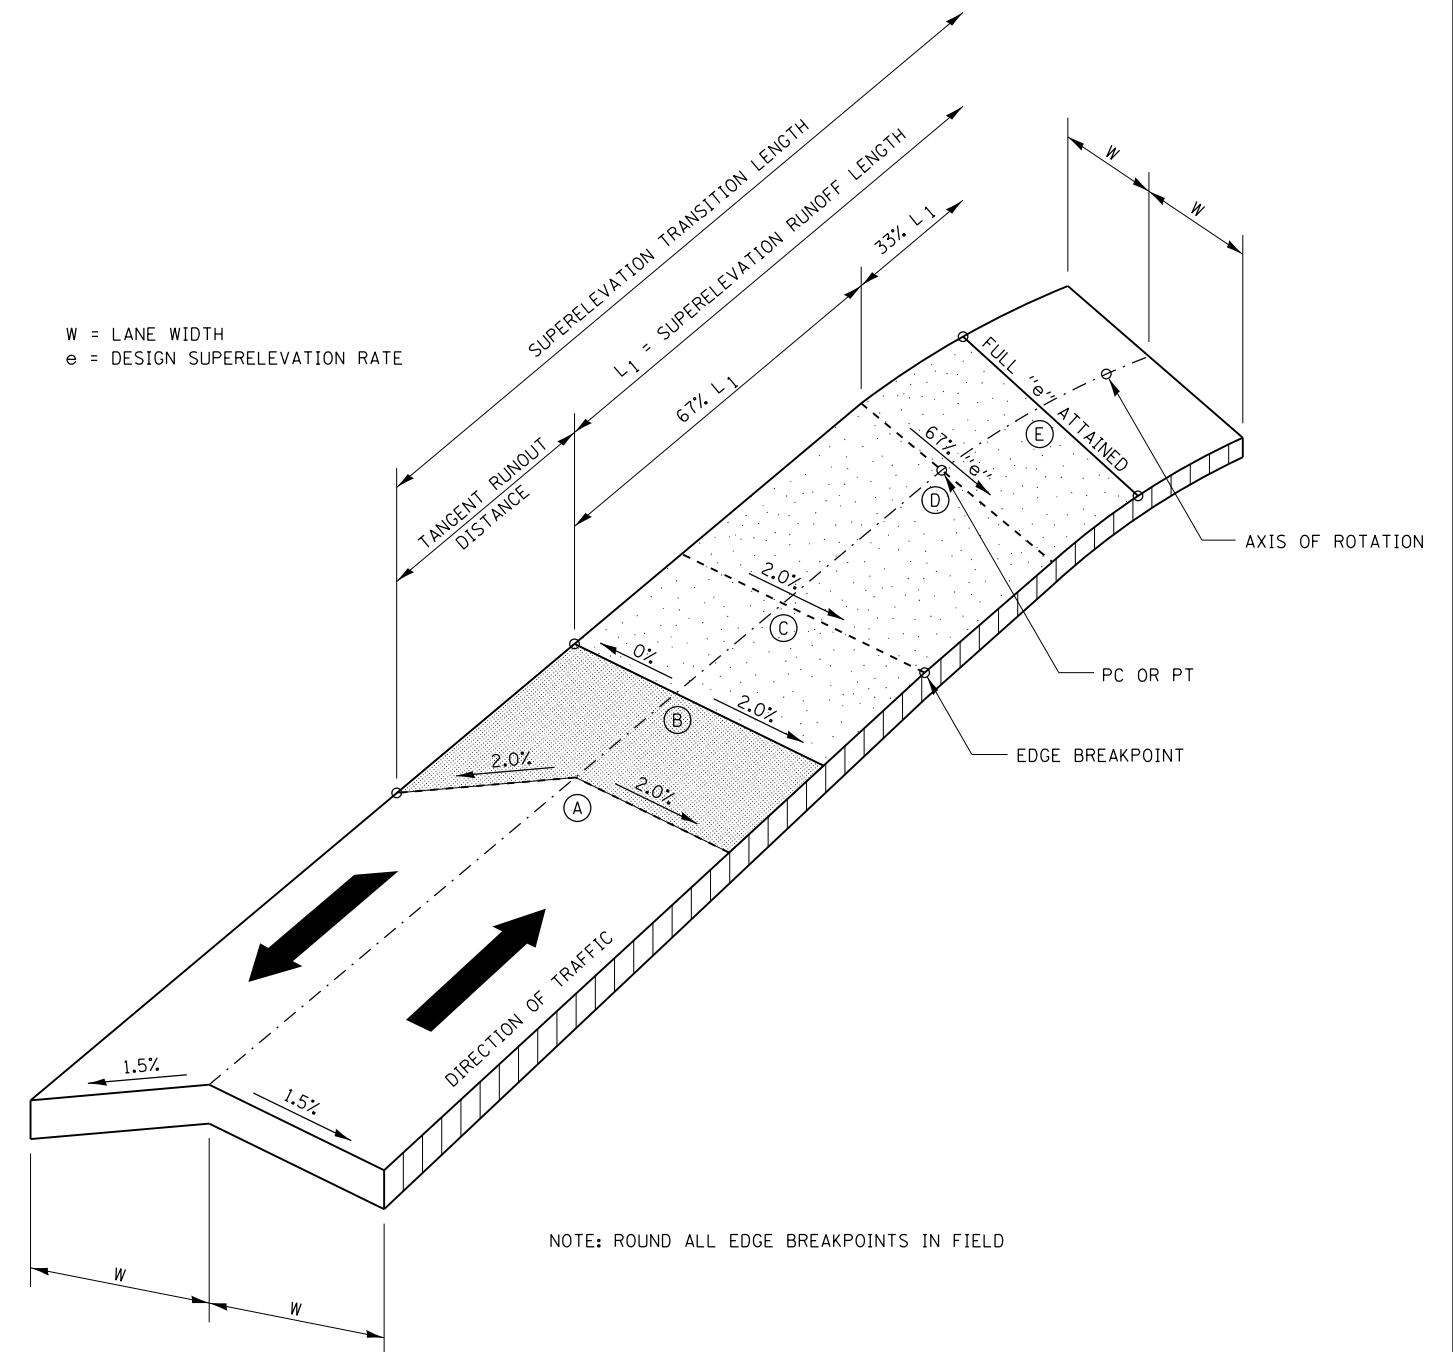 SUPERELEVATION TRANSITION LENGTH
L1 = SUPERELEVATION RUNOFF LENGTH
33% L1
67% L1
TANGENT RUNOUT
DISTANCE
W
W
W = LANE WIDTH
e = DESIGN SUPERELEVATION RATE
FULL "e" ATTAINED
E
67% "e"
D
AXIS OF ROTATION
2.0%
C
PC OR PT
0%
2.0%
B
EDGE BREAKPOINT
2.0%
2.0%
A
DIRECTION OF TRAFFIC
1.5%
1.5%
NOTE: ROUND ALL EDGE BREAKPOINTS IN FIELD
W
W